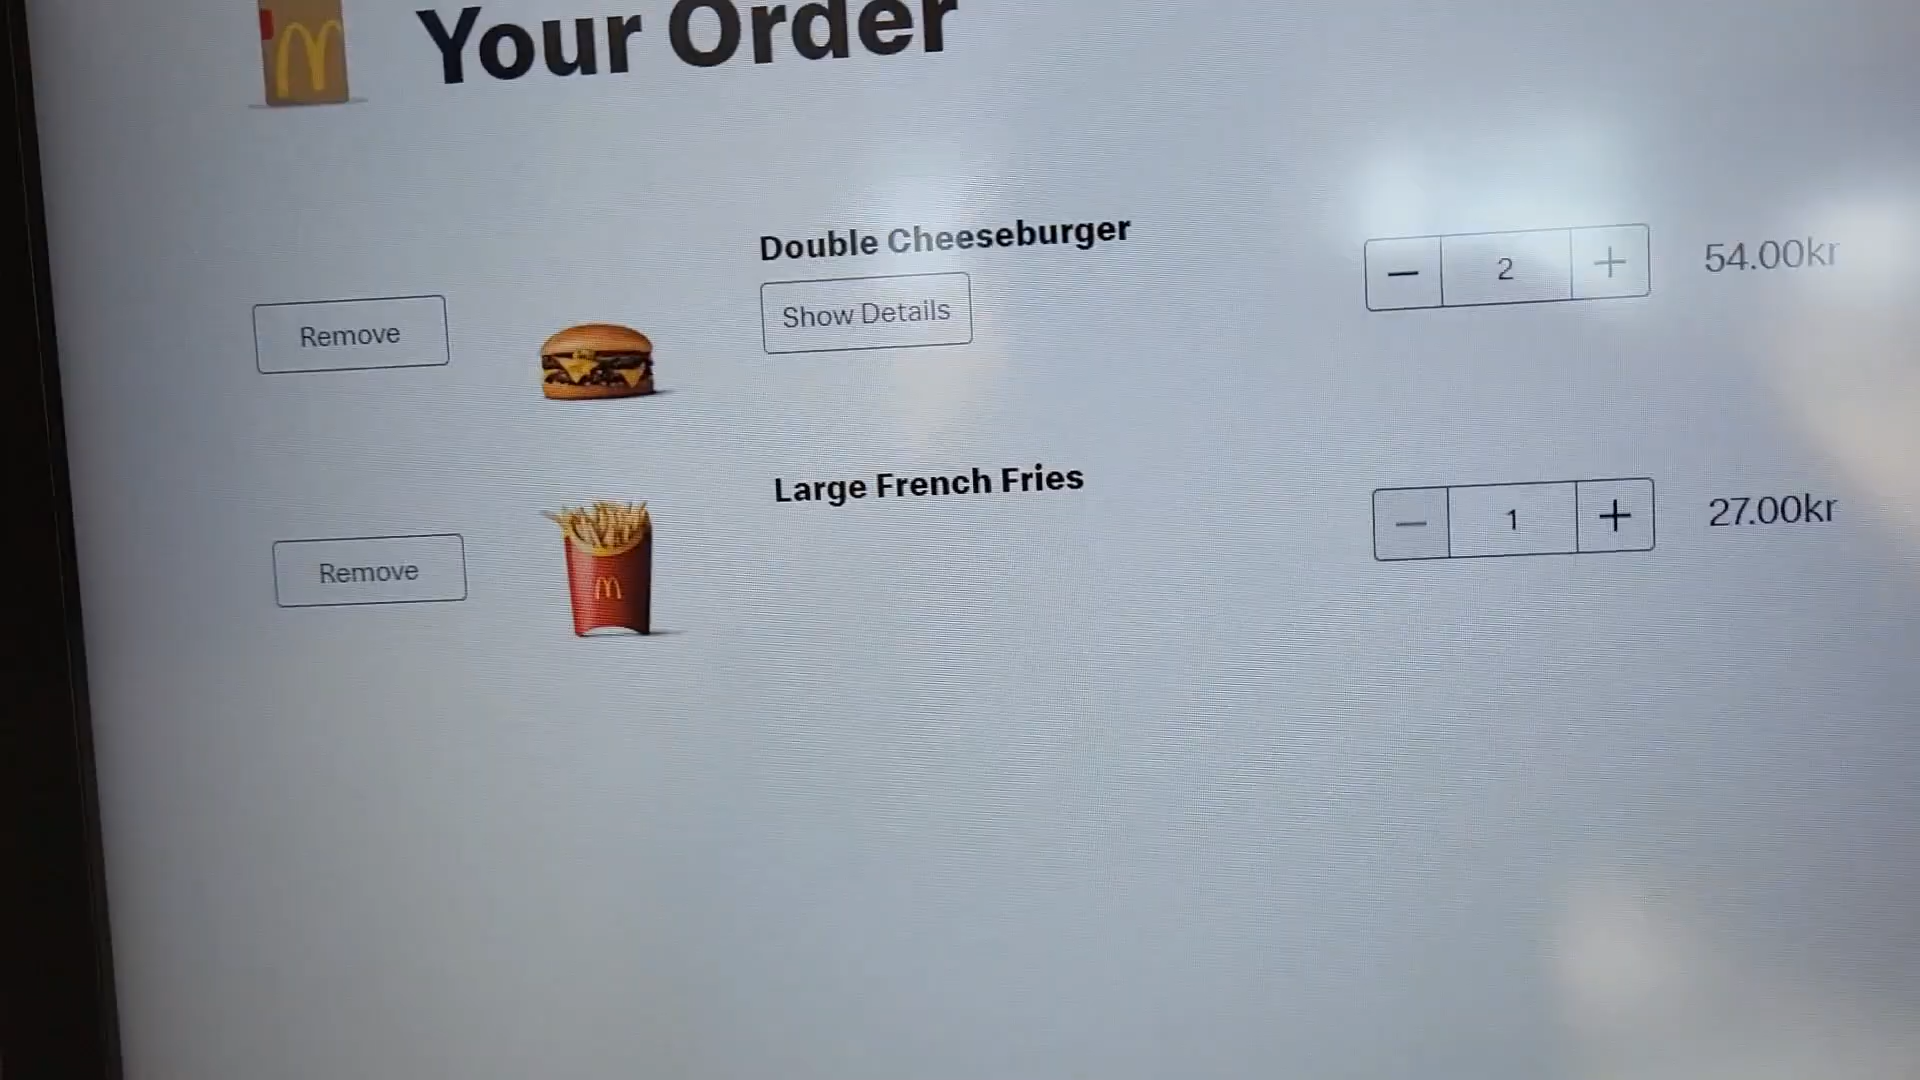 Your Order
Double Cheeseburger
Show Details
Remove
− 2 + 54.00kr
Large French Fries
Remove
− 1 + 27.00kr